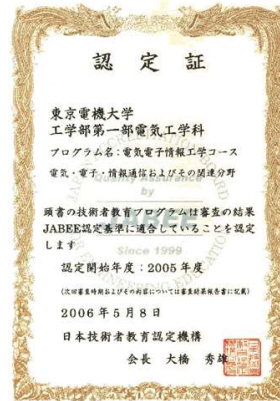 認定証
東京電機大学
工学部第一部電気工学科
プログラム名:電気電子情報工学コース
電気・電子・情報通信およびその関連分野
Quality Assurance
by
JABEE
Since 1999
頭書の技術者教育プログラムは審査の結果
JABEE認定基準に適合していることを認定
します
認定開始年度:2005年度
(次回審査時期およびその内容については審査結果報告書に記載)
2006年5月8日
日本技術者教育認定機構
会長 大橋 秀雄